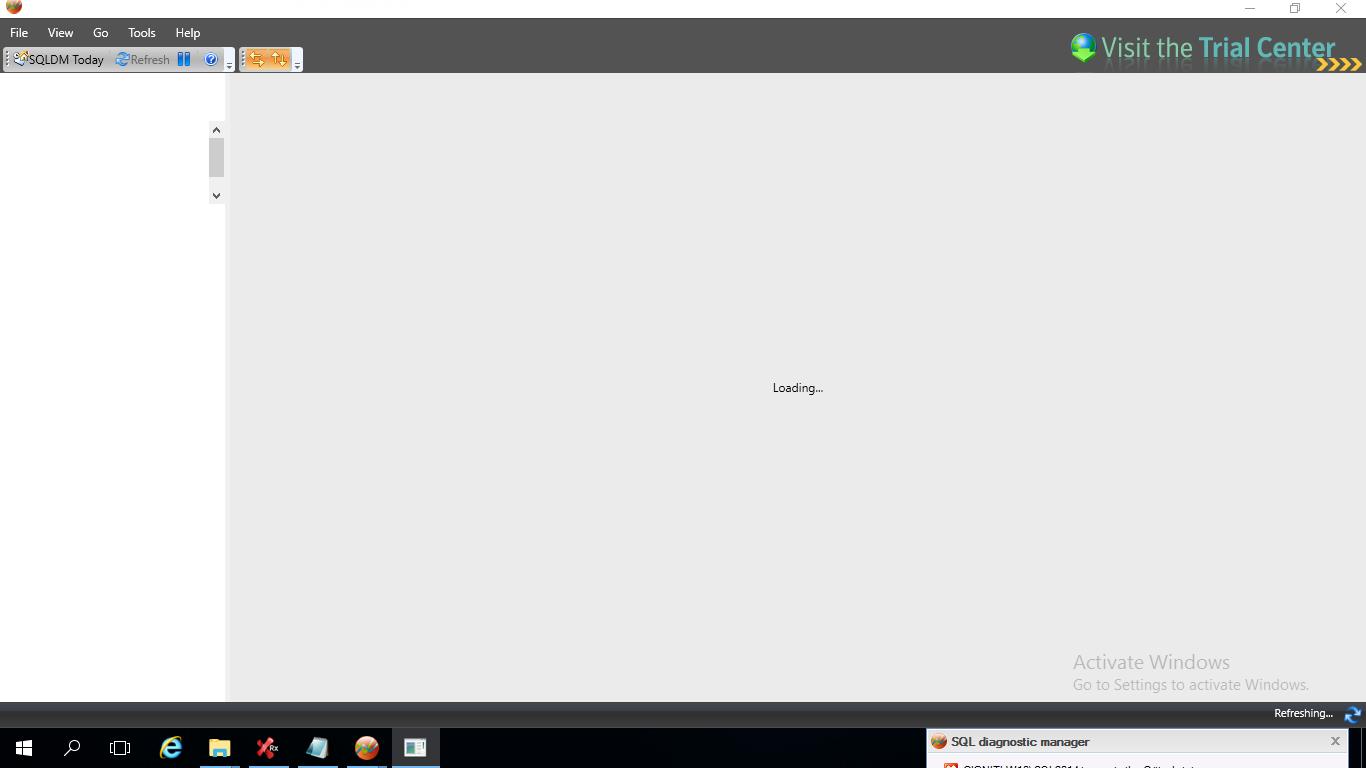 File View Go Tools Help
SQLDM Today Refresh
Visit the Trial Center
Loading...
Activate Windows
Go to Settings to activate Windows.
Refreshing...
Rx
SQL diagnostic manager